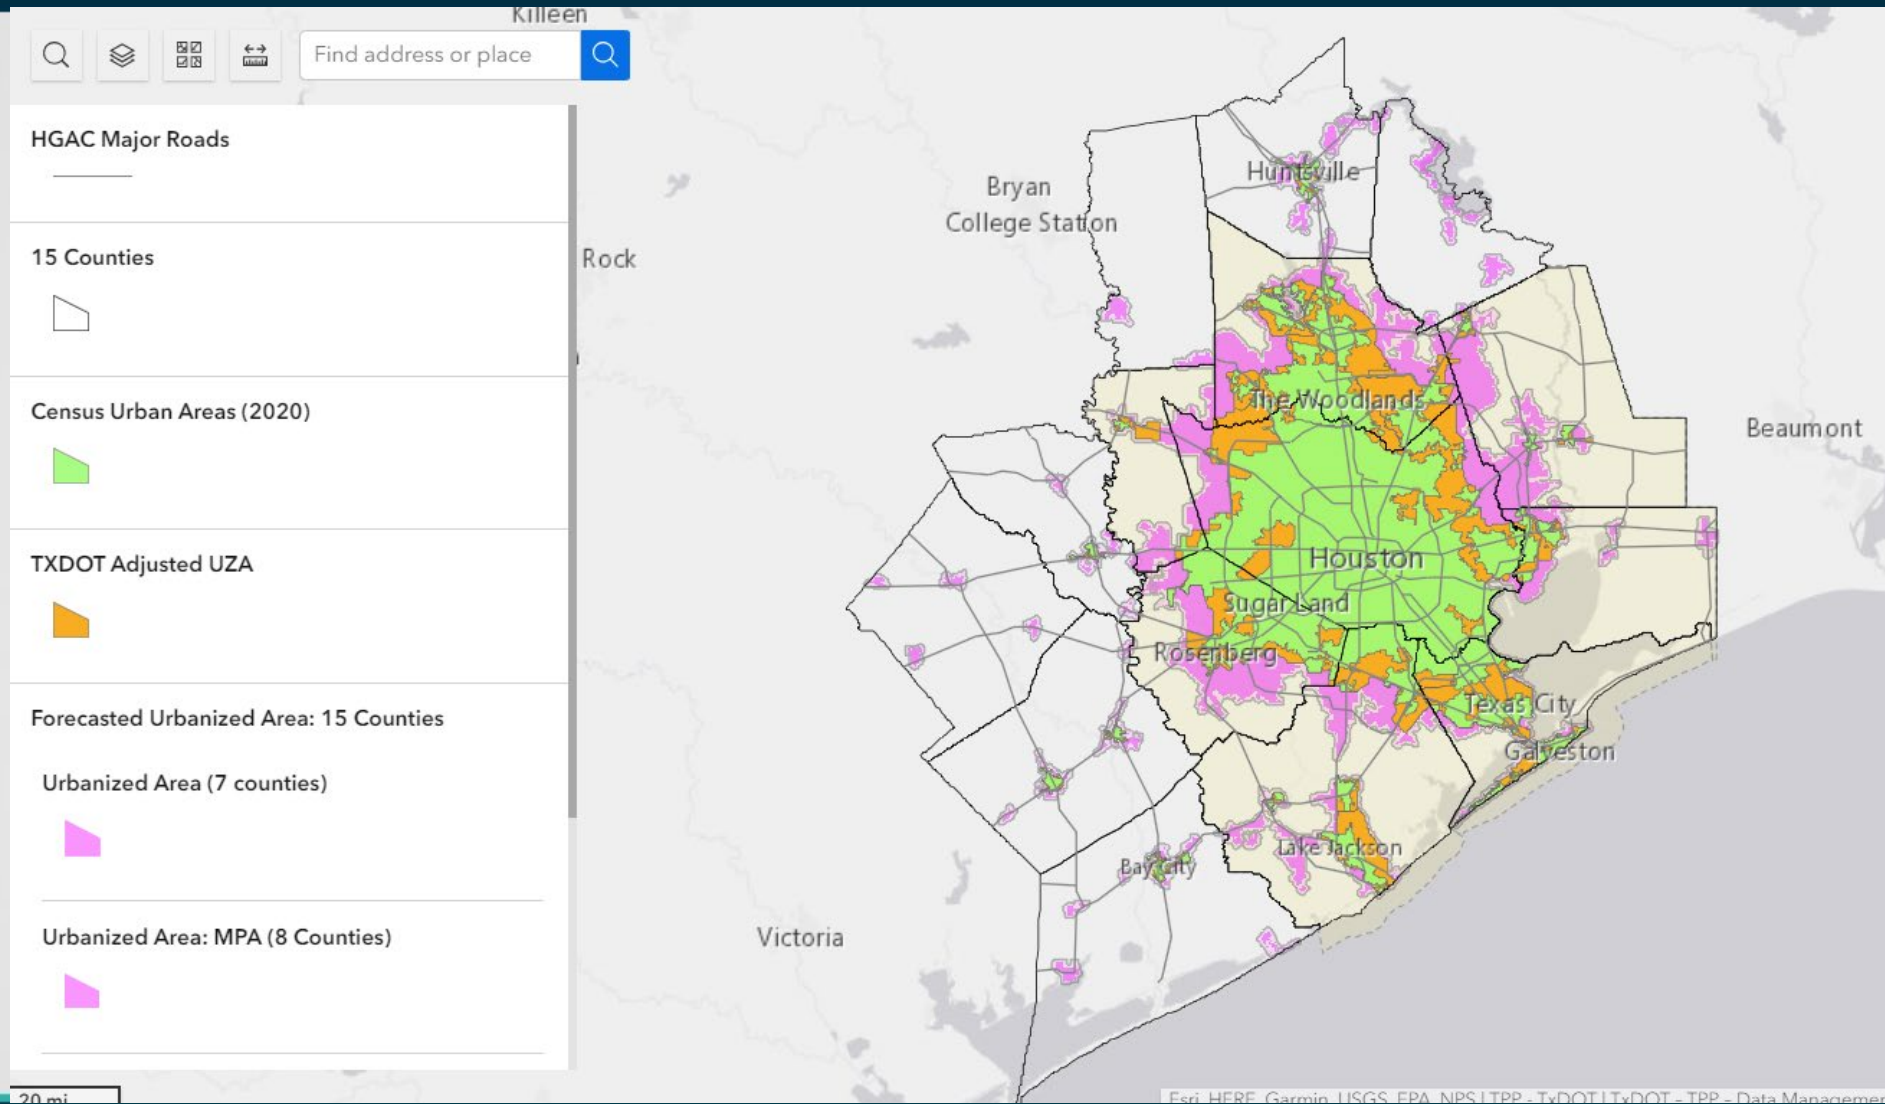 Killeen
Find address or place
HGAC Major Roads
15 Counties
Census Urban Areas (2020)
TXDOT Adjusted UZA
Forecasted Urbanized Area: 15 Counties
Urbanized Area (7 counties)
Urbanized Area: MPA (8 Counties)
20 mi
Huntsville
Bryan
College Station
Rock
The Woodlands
Beaumont
Houston
Sugar Land
Rosenberg
Texas City
Galveston
Lake Jackson
Bay City
Victoria
Esri, HERE, Garmin, USGS, EPA, NPS | TPP - TxDOT | TxDOT - TPP - Data Managemen